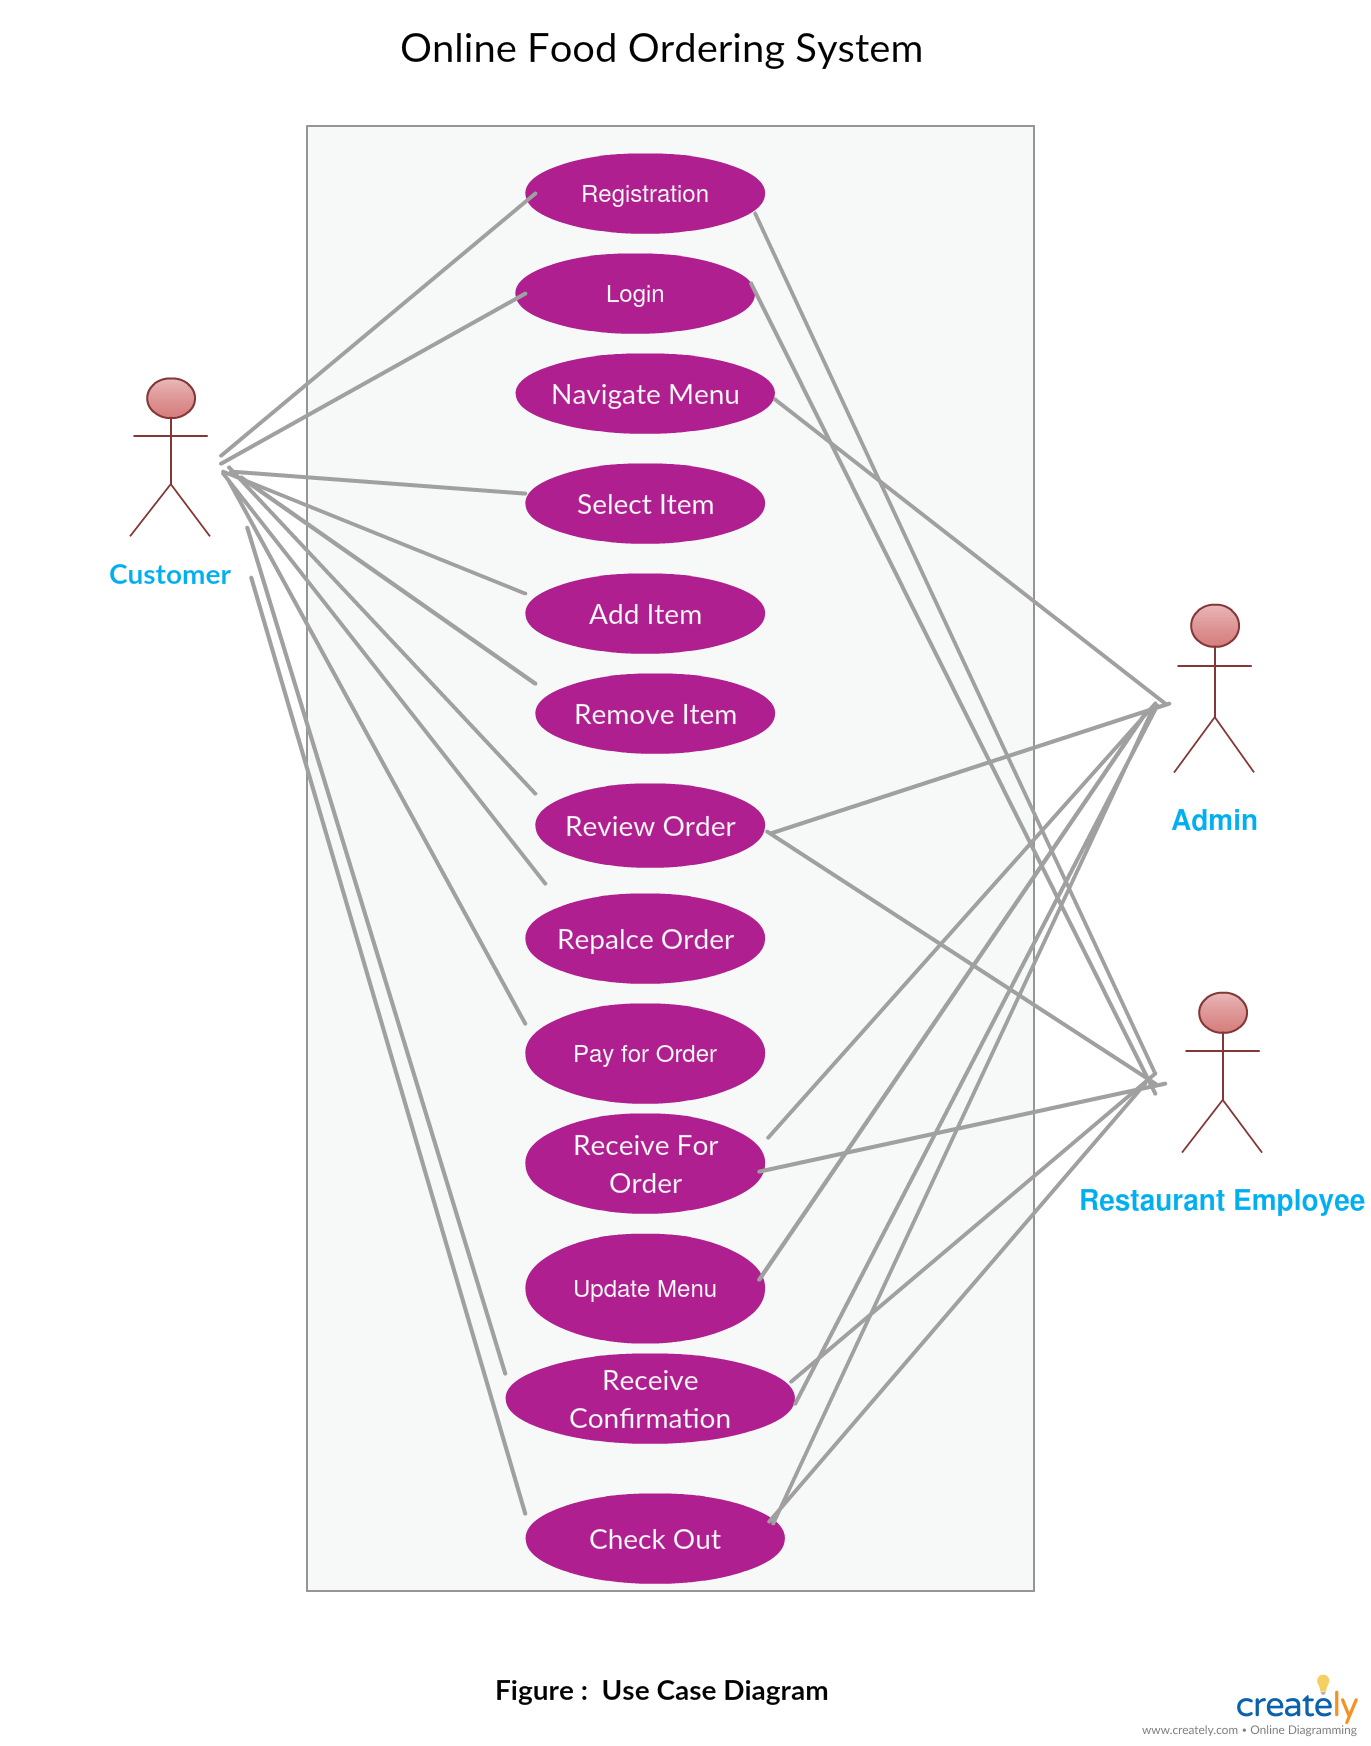 Online Food Ordering System
Registration
Login
Navigate Menu
Select Item
Customer
Add Item
Remove Item
Review Order
Admin
Repalce Order
Pay for Order
Receive For
Order
Restaurant Employee
Update Menu
Receive
Confirmation
Check Out
Figure :  Use Case Diagram
creately
www.creately.com • Online Diagramming